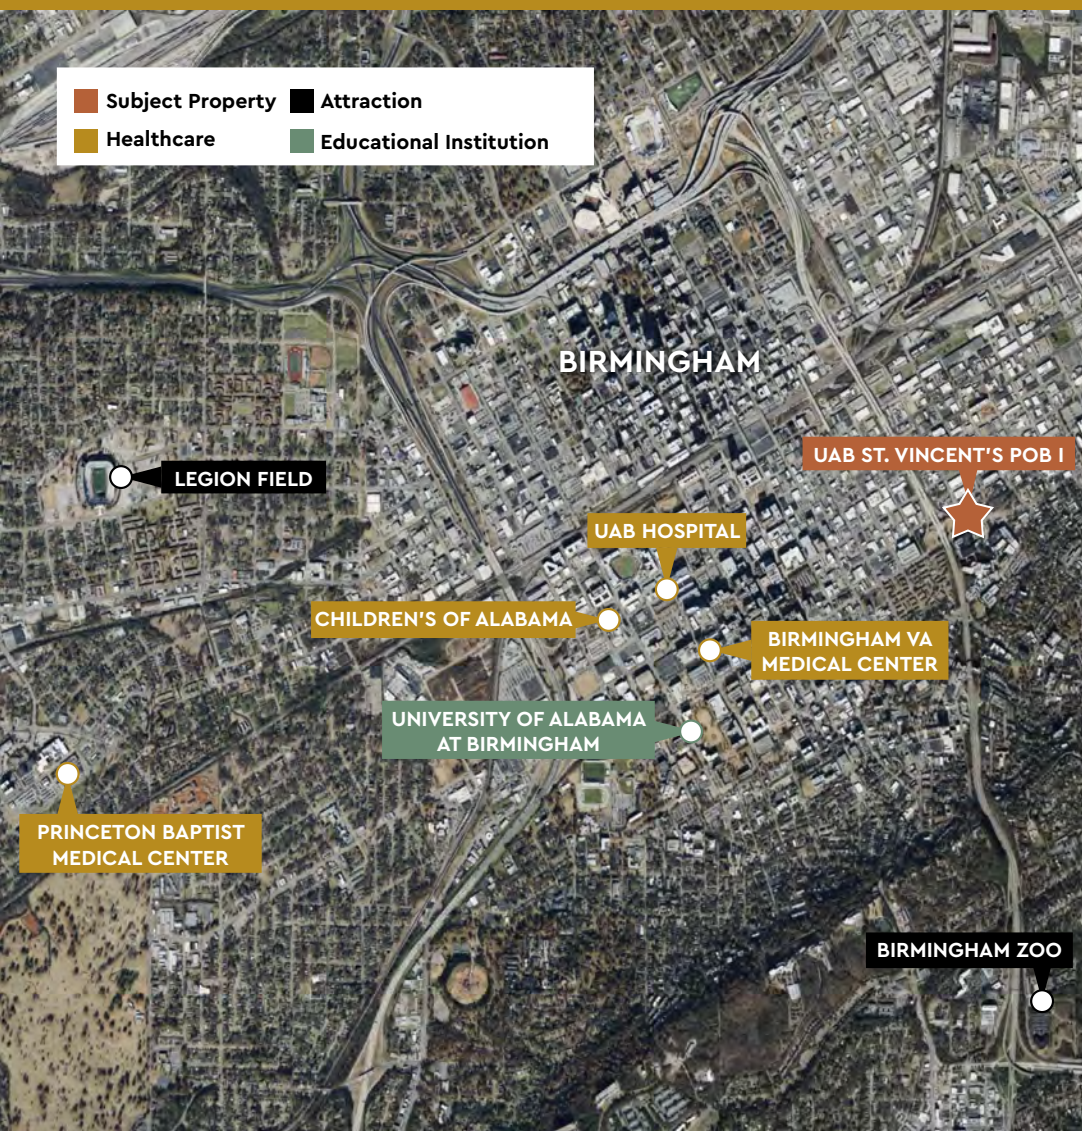 Subject Property
Attraction
Healthcare
Educational Institution
BIRMINGHAM
UAB ST. VINCENT'S POB I
LEGION FIELD
UAB HOSPITAL
CHILDREN'S OF ALABAMA
BIRMINGHAM VA
MEDICAL CENTER
UNIVERSITY OF ALABAMA
AT BIRMINGHAM
PRINCETON BAPTIST
MEDICAL CENTER
BIRMINGHAM ZOO